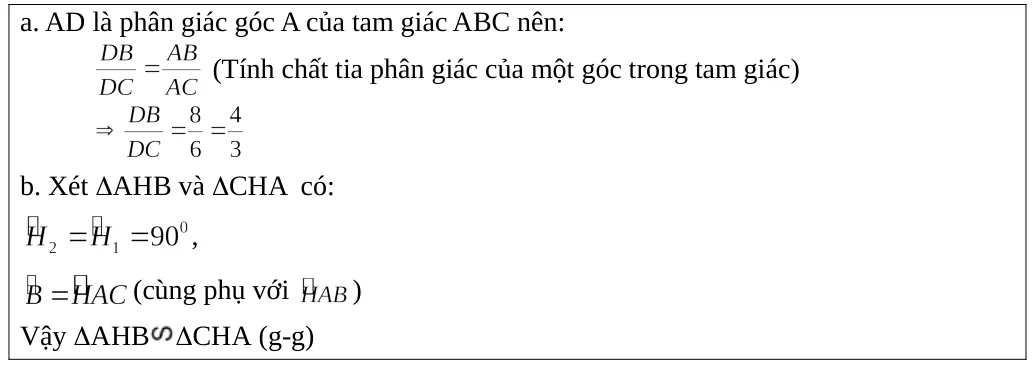 a. AD là phân giác góc A của tam giác ABC nên:
DB/DC = AB/AC (Tính chất tia phân giác của một góc trong tam giác)
⇒ DB/DC = 8/6 = 4/3
b. Xét ΔAHB và ΔCHA có:
H₂ = H₁ = 90⁰,
B = HAC (cùng phụ với HAB)
Vậy ΔAHB∽ΔCHA (g-g)